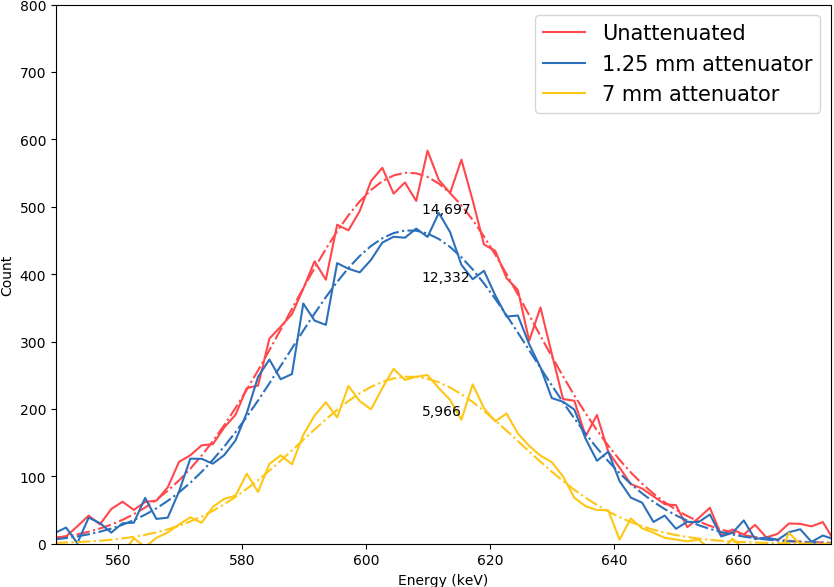 800
700
600
500
400
300
200
100
0
Count
Unattenuated
1.25 mm attenuator
7 mm attenuator
14,697
12,332
5,966
560 580 600 620 640 660
Energy (keV)